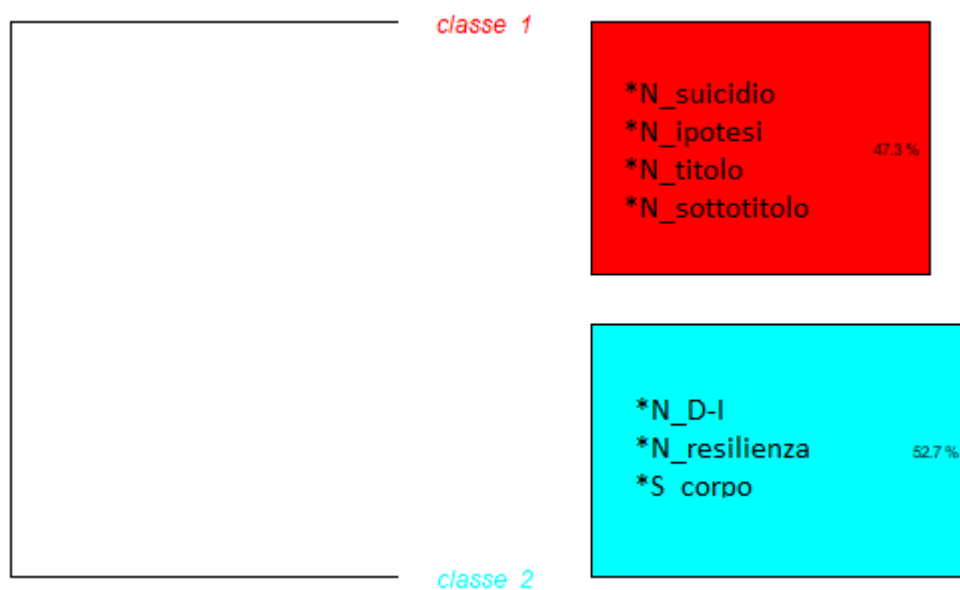 classe 1
*N_suicidio
*N_ipotesi
*N_titolo
*N_sottotitolo
47.3 %
*N_D-I
*N_resilienza
*S_corpo
52.7 %
classe 2